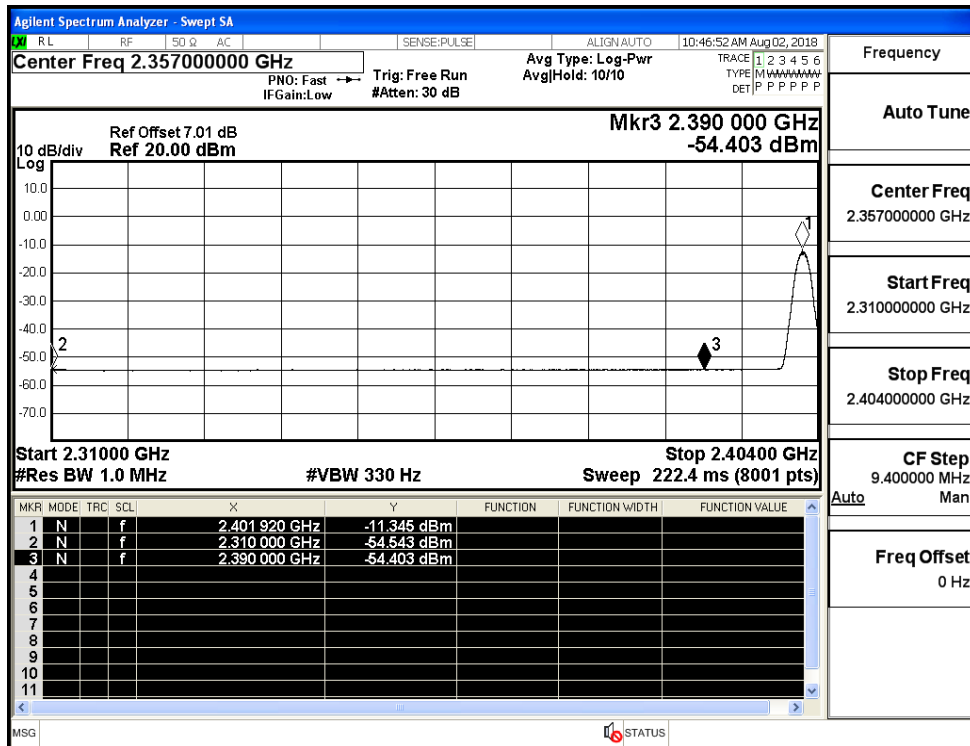 Agilent Spectrum Analyzer - Swept SA
LXI RL RF 50 Ω AC SENSE:PULSE ALIGN AUTO 10:46:52 AM Aug 02, 2018
Center Freq 2.357000000 GHz
PNO: Fast
IFGain:Low
Trig: Free Run
#Atten: 30 dB
Avg Type: Log-Pwr
Avg|Hold: 10/10
TRACE 1 2 3 4 5 6
TYPE M WWWWW
DET P P P P P P
Ref Offset 7.01 dB
10 dB/div Ref 20.00 dBm
Log
Mkr3 2.390 000 GHz
-54.403 dBm
10.0
0.00
-10.0
-20.0
-30.0
-40.0
-50.0
-60.0
-70.0
1
2
3
Start 2.31000 GHz Stop 2.40400 GHz
#Res BW 1.0 MHz #VBW 330 Hz Sweep 222.4 ms (8001 pts)
MKR MODE TRC SCL X Y FUNCTION FUNCTION WIDTH FUNCTION VALUE
1 N f 2.401 920 GHz -11.345 dBm
2 N f 2.310 000 GHz -54.543 dBm
3 N f 2.390 000 GHz -54.403 dBm
4
5
6
7
8
9
10
11
MSG STATUS
Frequency
Auto Tune
Center Freq
2.357000000 GHz
Start Freq
2.310000000 GHz
Stop Freq
2.404000000 GHz
CF Step
9.400000 MHz
Auto Man
Freq Offset
0 Hz